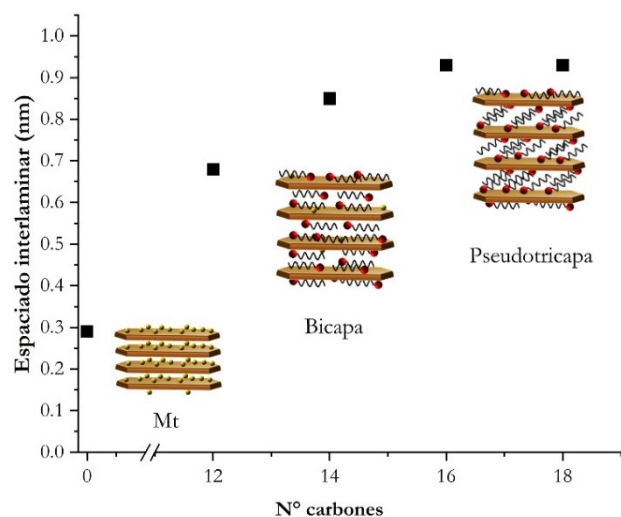 Espaciado interlaminar (nm)
1.0
0.9
0.8
0.7
0.6
0.5
0.4
0.3
0.2
0.1
0.0
Pseudotricapa
Bicapa
Mt
0 12 14 16 18
N° carbones